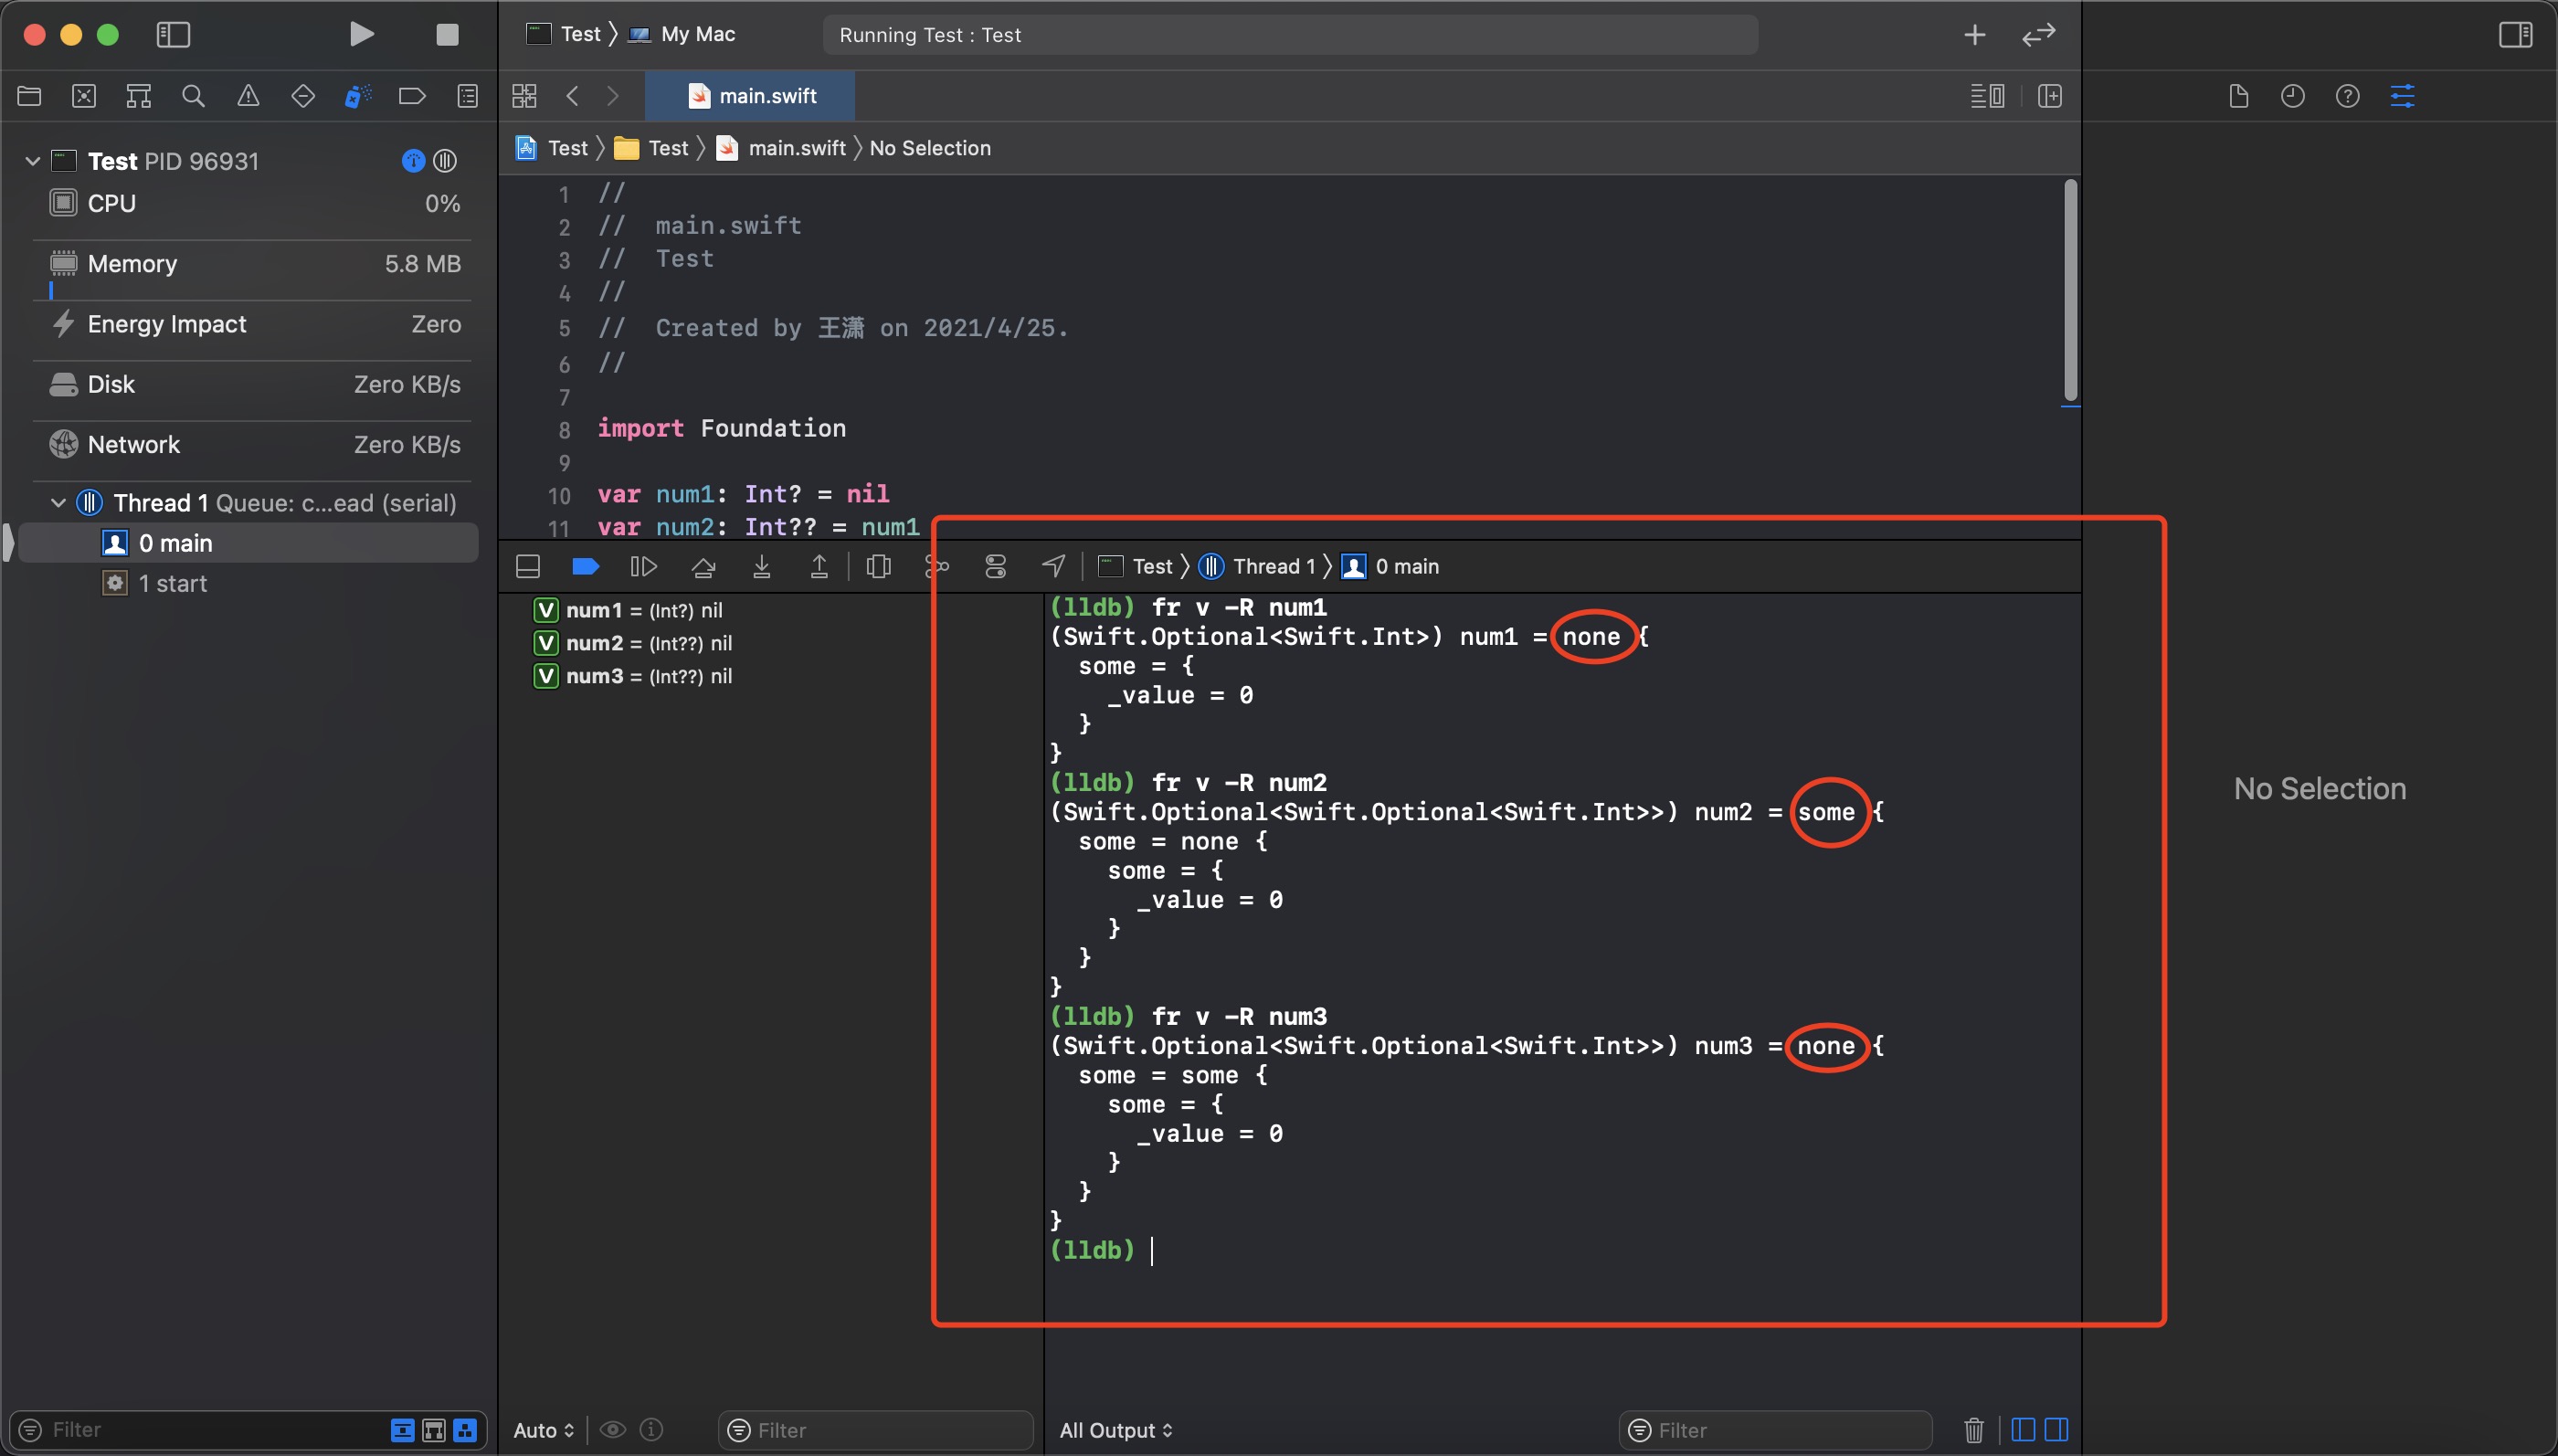 Test 〉 My Mac
Running Test : Test
main.swift
Test 〉 Test 〉 main.swift 〉 No Selection
Test PID 96931
CPU 0%
Memory 5.8 MB
Energy Impact Zero
Disk Zero KB/s
Network Zero KB/s
Thread 1 Queue: c...ead (serial)
0 main
1 start
Filter
1 //
2 //  main.swift
3 //  Test
4 //
5 //  Created by 王潇 on 2021/4/25.
6 //
7
8 import Foundation
9
10 var num1: Int? = nil
11 var num2: Int?? = num1
Test 〉 Thread 1 〉 0 main
V num1 = (Int?) nil
V num2 = (Int??) nil
V num3 = (Int??) nil
Auto
Filter
(lldb) fr v -R num1
(Swift.Optional<Swift.Int>) num1 = none {
  some = {
    _value = 0
  }
}
(lldb) fr v -R num2
(Swift.Optional<Swift.Optional<Swift.Int>>) num2 = some {
  some = none {
    some = {
      _value = 0
    }
  }
}
(lldb) fr v -R num3
(Swift.Optional<Swift.Optional<Swift.Int>>) num3 = none {
  some = some {
    some = {
      _value = 0
    }
  }
}
(lldb)
All Output
Filter
No Selection